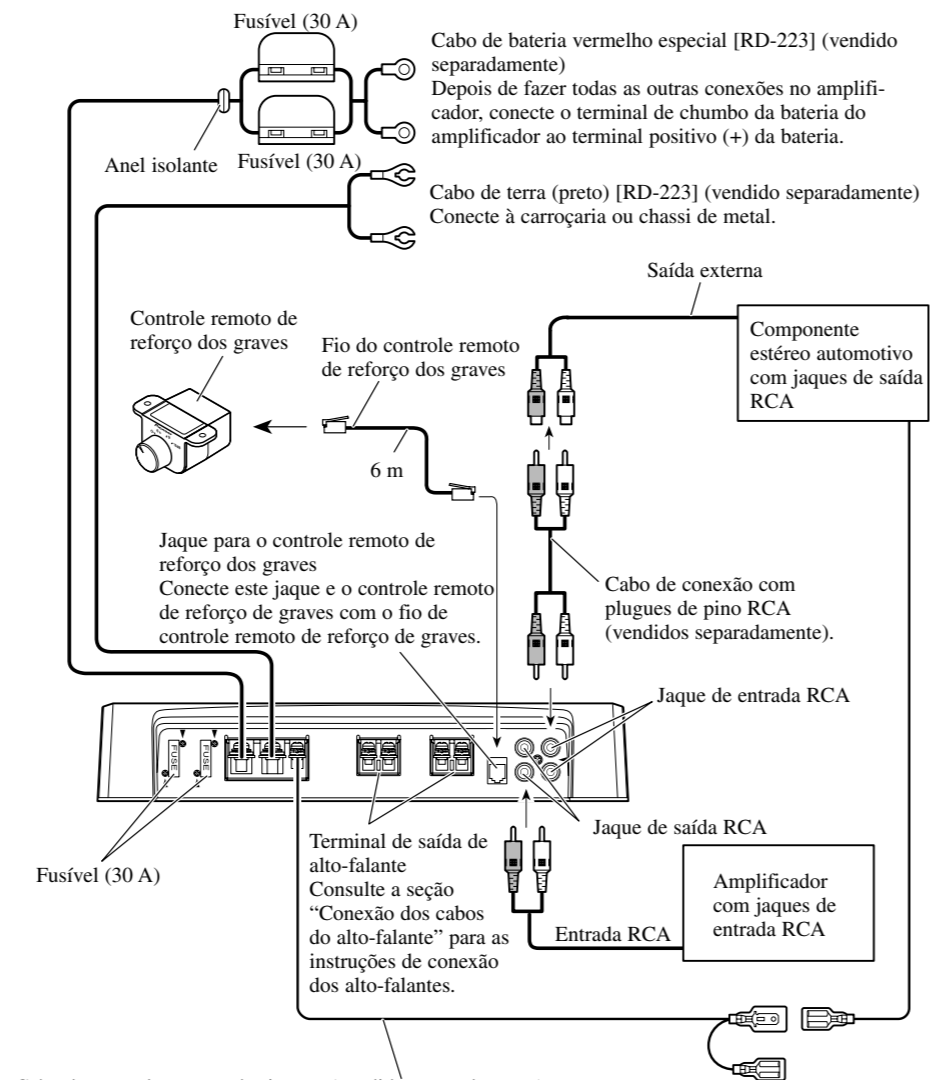 Fusível (30 A)
Cabo de bateria vermelho especial [RD-223] (vendido
separadamente)
Depois de fazer todas as outras conexões no amplifi-
cador, conecte o terminal de chumbo da bateria do
amplificador ao terminal positivo (+) da bateria.
Anel isolante
Fusível (30 A)
Cabo de terra (preto) [RD-223] (vendido separadamente)
Conecte à carroçaria ou chassi de metal.
Saída externa
Controle remoto de
reforço dos graves
Fio do controle remoto
de reforço dos graves
Componente
estéreo automotivo
com jaques de saída
RCA
6 m
Jaque para o controle remoto de
reforço dos graves
Conecte este jaque e o controle remoto
de reforço de graves com o fio de
controle remoto de reforço de graves.
Cabo de conexão com
plugues de pino RCA
(vendidos separadamente).
Jaque de entrada RCA
FUSE
FUSE
Jaque de saída RCA
Terminal de saída de
alto-falante
Consulte a seção
“Conexão dos cabos
do alto-falante” para as
instruções de conexão
dos alto-falantes.
Fusível (30 A)
Amplificador
com jaques de
entrada RCA
Entrada RCA